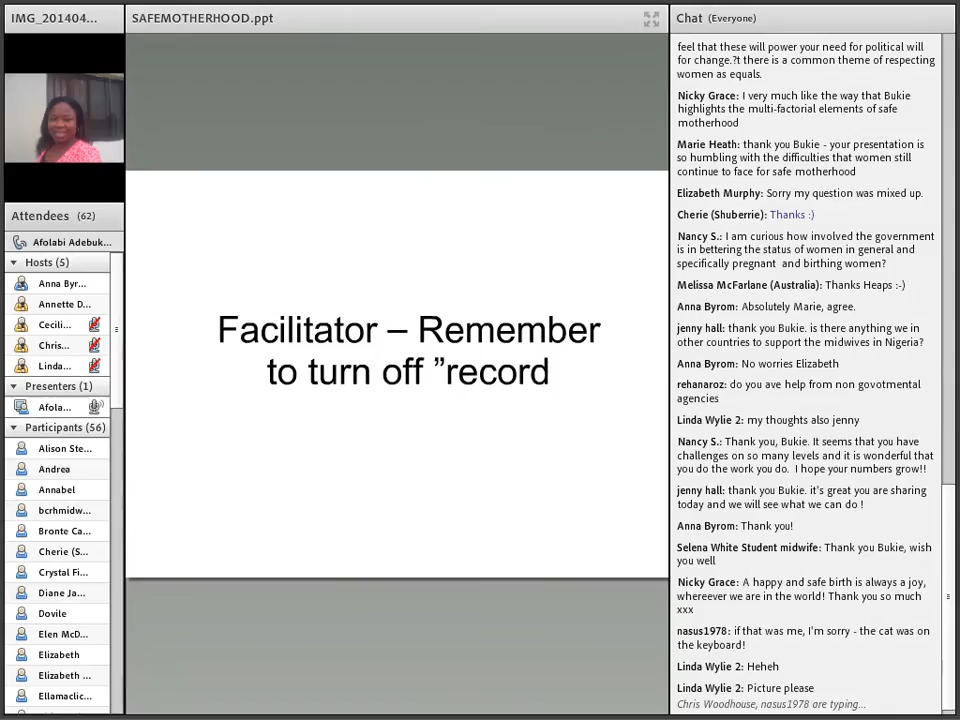 IMG_201404...
SAFEMOTHERHOOD.ppt
Chat (Everyone)
Attendees (62)
Afolabi Adebuk...
Hosts (5)
Anna Byr...
Annette D...
Cecili...
Chris...
Linda...
Presenters (1)
Afola...
Participants (56)
Alison Ste...
Andrea
Annabel
bcrhmidw...
Bronte Ca...
Cherie (S...
Crystal Fi...
Diane Ja...
Dovile
Elen McD...
Elizabeth
Elizabeth ...
Ellamaclic...
Facilitator – Remember
to turn off ”record
feel that these will power your need for political will
for change.?t there is a common theme of respecting
women as equals.
Nicky Grace: I very much like the way that Bukie
highlights the multi-factorial elements of safe
motherhood
Marie Heath: thank you Bukie - your presentation is
so humbling with the difficulties that women still
continue to face for safe motherhood
Elizabeth Murphy: Sorry my question was mixed up.
Cherie (Shuberrie): Thanks :)
Nancy S.: I am curious how involved the government
is in bettering the status of women in general and
specifically pregnant and birthing women?
Melissa McFarlane (Australia): Thanks Heaps :-)
Anna Byrom: Absolutely Marie, agree.
jenny hall: thank you Bukie. is there anything we in
other countries to support the midwives in Nigeria?
Anna Byrom: No worries Elizabeth
rehanaroz: do you ave help from non govotmental
agencies
Linda Wylie 2: my thoughts also jenny
Nancy S.: Thank you, Bukie. It seems that you have
challenges on so many levels and it is wonderful that
you do the work you do. I hope your numbers grow!!
jenny hall: thank you Bukie. it's great you are sharing
today and we will see what we can do !
Anna Byrom: Thank you!
Selena White Student midwife: Thank you Bukie, wish
you well
Nicky Grace: A happy and safe birth is always a joy,
whereever we are in the world! Thank you so much
xxx
nasus1978: if that was me, I'm sorry - the cat was on
the keyboard!
Linda Wylie 2: Heheh
Linda Wylie 2: Picture please
Chris Woodhouse, nasus1978 are typing...